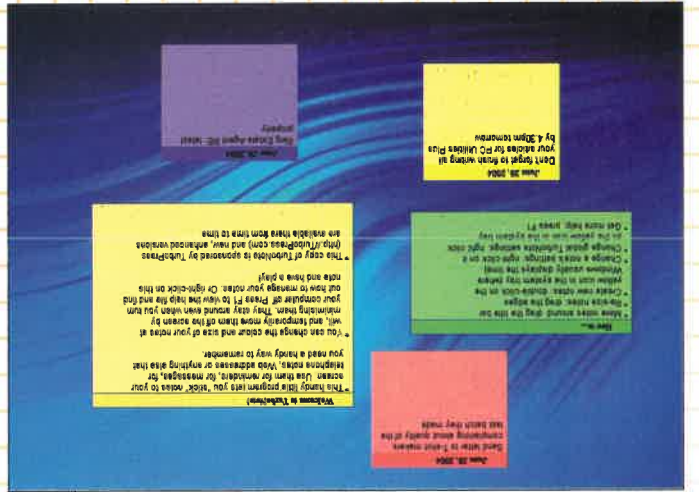 June 28, 2004
Send letter to T-shirt makers
complaining about quality of the
last batch they made
How to...
* Move notes around: drag the title bar
* Re-size notes: drag the edges
* Create new notes: double-click on the
yellow icon in the system tray (where
Windows usually displays the time)
* Change a note's settings: right click on it
* Change global TurboNote settings: right click
on the yellow icon in the system tray
* Get more help: press F1
Welcome to TurboNote!
* This handy little program lets you "stick" notes to your
screen. Use them for reminders, for messages, for
telephone notes, Web addresses or anything else that
you need a handy way to remember.
* You can change the colour and size of your notes at
will, and temporarily move them off the screen by
minimising them. They stay around even when you turn
your computer off. Press F1 to view the help file and find
out how to manage your notes. Or right-click on this
note and have a play!
* This copy of TurboNote is sponsored by TurboPress
(http://TurboPress.com) and new, enhanced versions
are available there from time to time
June 28, 2004
Don't forget to finish writing all
your articles for PC Utilities Plus
by 4.30pm tomorrow
June 28, 2004
Ring Estate Agent RE: latest
property